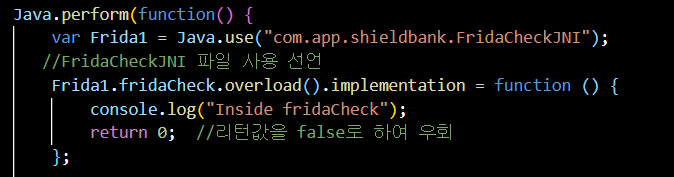 Java.perform(function() {
var Frida1 = Java.use("com.app.shieldbank.FridaCheckJNI");
//FridaCheckJNI 파일 사용 선언
Frida1.fridaCheck.overload().implementation = function () {
console.log("Inside fridaCheck");
return 0; //리턴값을 false로 하여 우회
};